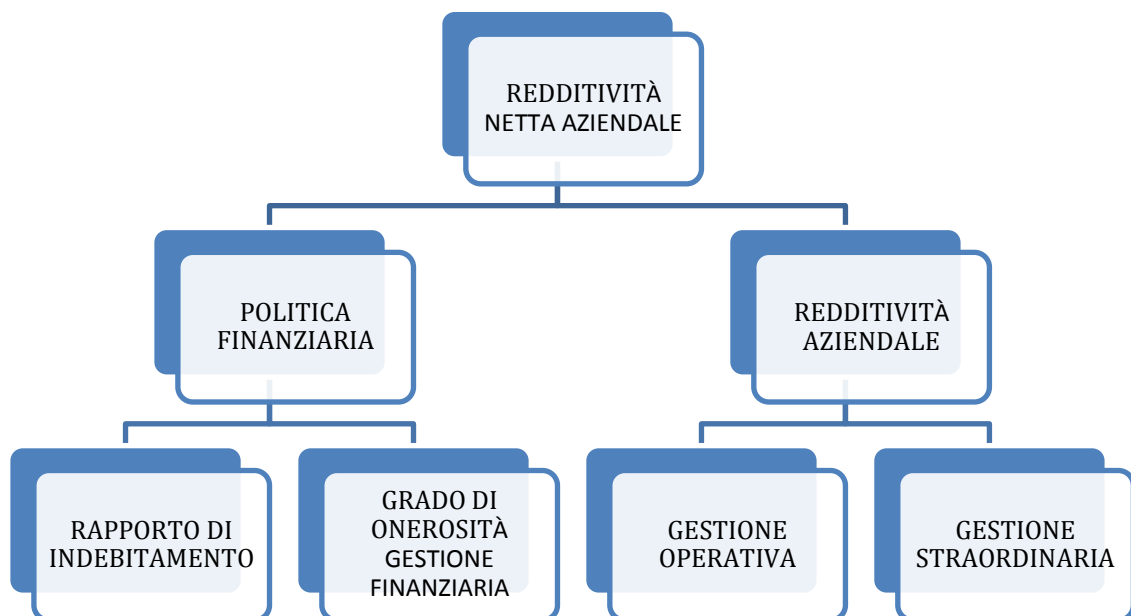 REDDITIVITÀ
NETTA AZIENDALE
POLITICA
FINANZIARIA
REDDITIVITÀ
AZIENDALE
RAPPORTO DI
INDEBITAMENTO
GRADO DI
ONEROSITÀ
GESTIONE
FINANZIARIA
GESTIONE
OPERATIVA
GESTIONE
STRAORDINARIA